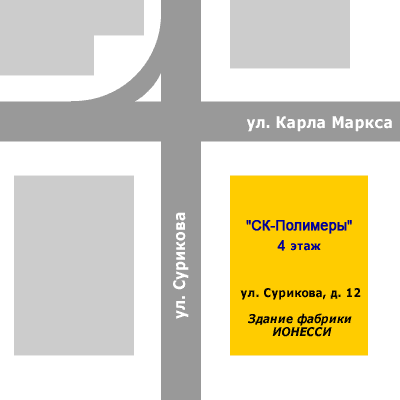 ул. Карла Маркса
ул. Сурикова
"СК-Полимеры"
4 этаж
ул. Сурикова, д. 12
Здание фабрики
ИОНЕССИ